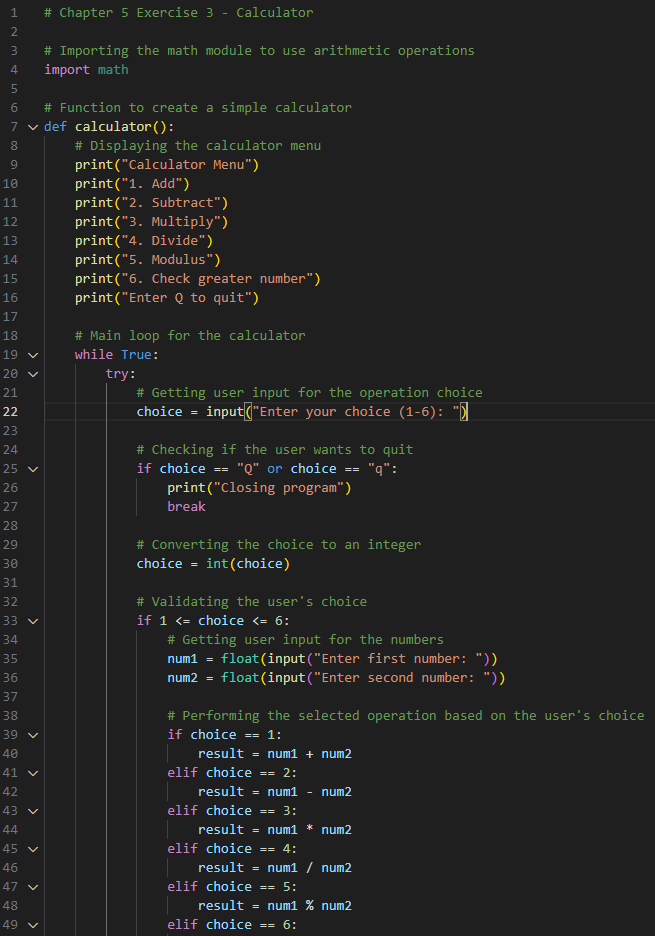 1 # Chapter 5 Exercise 3 - Calculator
2
3 # Importing the math module to use arithmetic operations
4 import math
5
6 # Function to create a simple calculator
7 def calculator():
8     # Displaying the calculator menu
9     print("Calculator Menu")
10     print("1. Add")
11     print("2. Subtract")
12     print("3. Multiply")
13     print("4. Divide")
14     print("5. Modulus")
15     print("6. Check greater number")
16     print("Enter Q to quit")
17
18     # Main loop for the calculator
19     while True:
20         try:
21             # Getting user input for the operation choice
22             choice = input("Enter your choice (1-6): ")
23
24             # Checking if the user wants to quit
25             if choice == "Q" or choice == "q":
26                 print("Closing program")
27                 break
28
29             # Converting the choice to an integer
30             choice = int(choice)
31
32             # Validating the user's choice
33             if 1 <= choice <= 6:
34                 # Getting user input for the numbers
35                 num1 = float(input("Enter first number: "))
36                 num2 = float(input("Enter second number: "))
37
38                 # Performing the selected operation based on the user's choice
39                 if choice == 1:
40                     result = num1 + num2
41                 elif choice == 2:
42                     result = num1 - num2
43                 elif choice == 3:
44                     result = num1 * num2
45                 elif choice == 4:
46                     result = num1 / num2
47                 elif choice == 5:
48                     result = num1 % num2
49                 elif choice == 6: